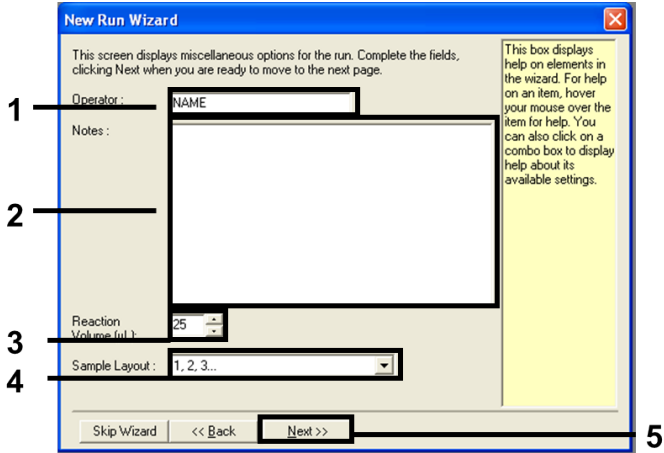 New Run Wizard
This screen displays miscellaneous options for the run. Complete the fields,
clicking Next when you are ready to move to the next page.
This box displays
help on elements in
the wizard. For help
on an item, hover
your mouse over the
item for help. You
can also click on a
combo box to display
help about its
available settings.
1
Operator :
NAME
Notes :
2
3
Reaction
Volume (µL):
25
4
Sample Layout :
1, 2, 3...
Skip Wizard
<< Back
Next >>
5